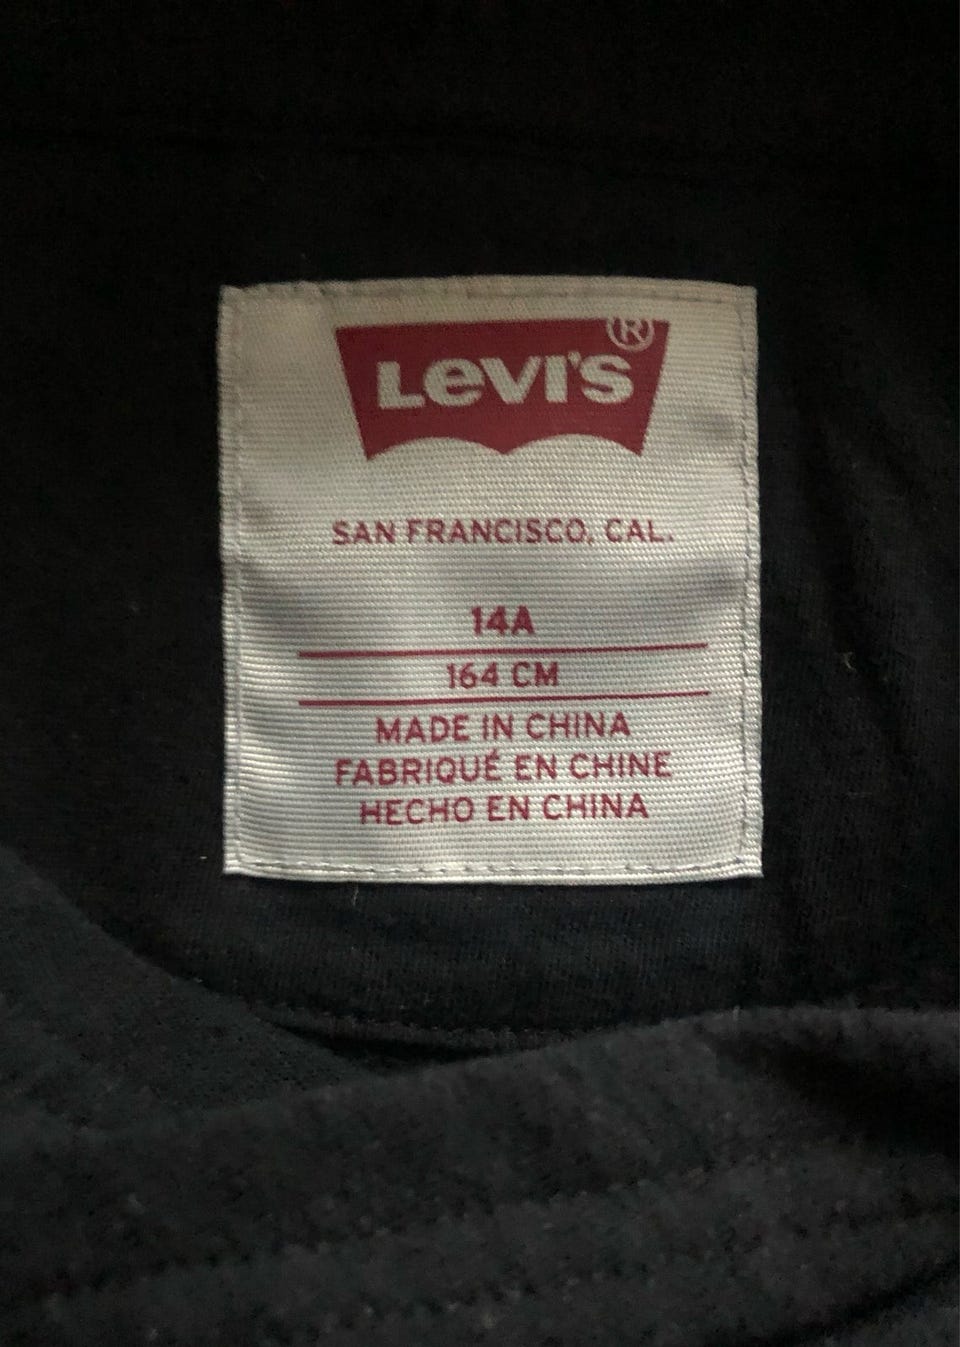 LEVI'S®
SAN FRANCISCO, CAL.
14A
164 CM
MADE IN CHINA
FABRIQUÉ EN CHINE
HECHO EN CHINA